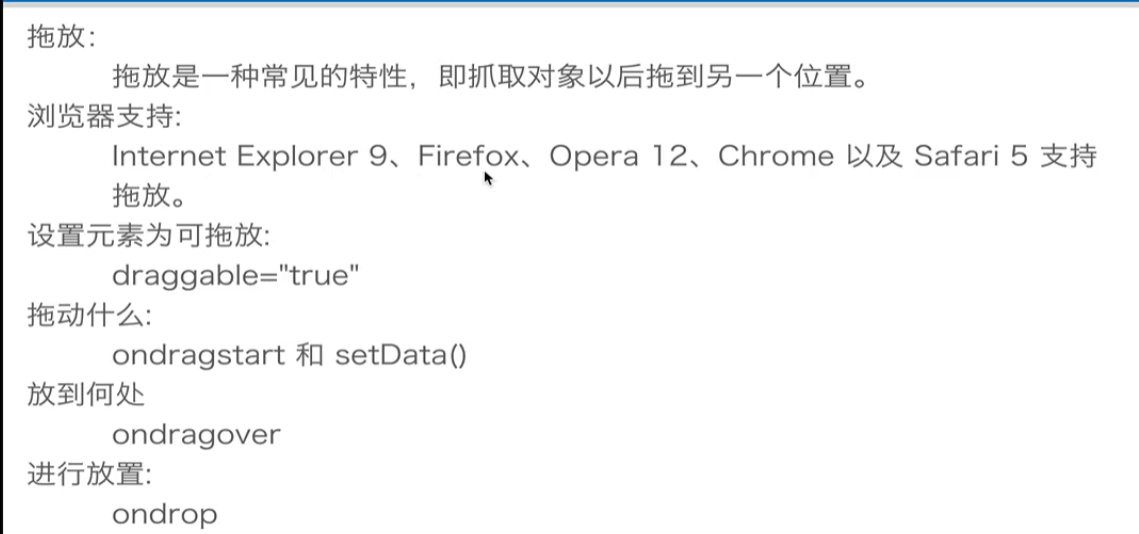 拖放:
拖放是一种常见的特性，即抓取对象以后拖到另一个位置。
浏览器支持:
Internet Explorer 9、Firefox、Opera 12、Chrome 以及 Safari 5 支持
拖放。
设置元素为可拖放:
draggable="true"
拖动什么:
ondragstart 和 setData()
放到何处
ondragover
进行放置:
ondrop